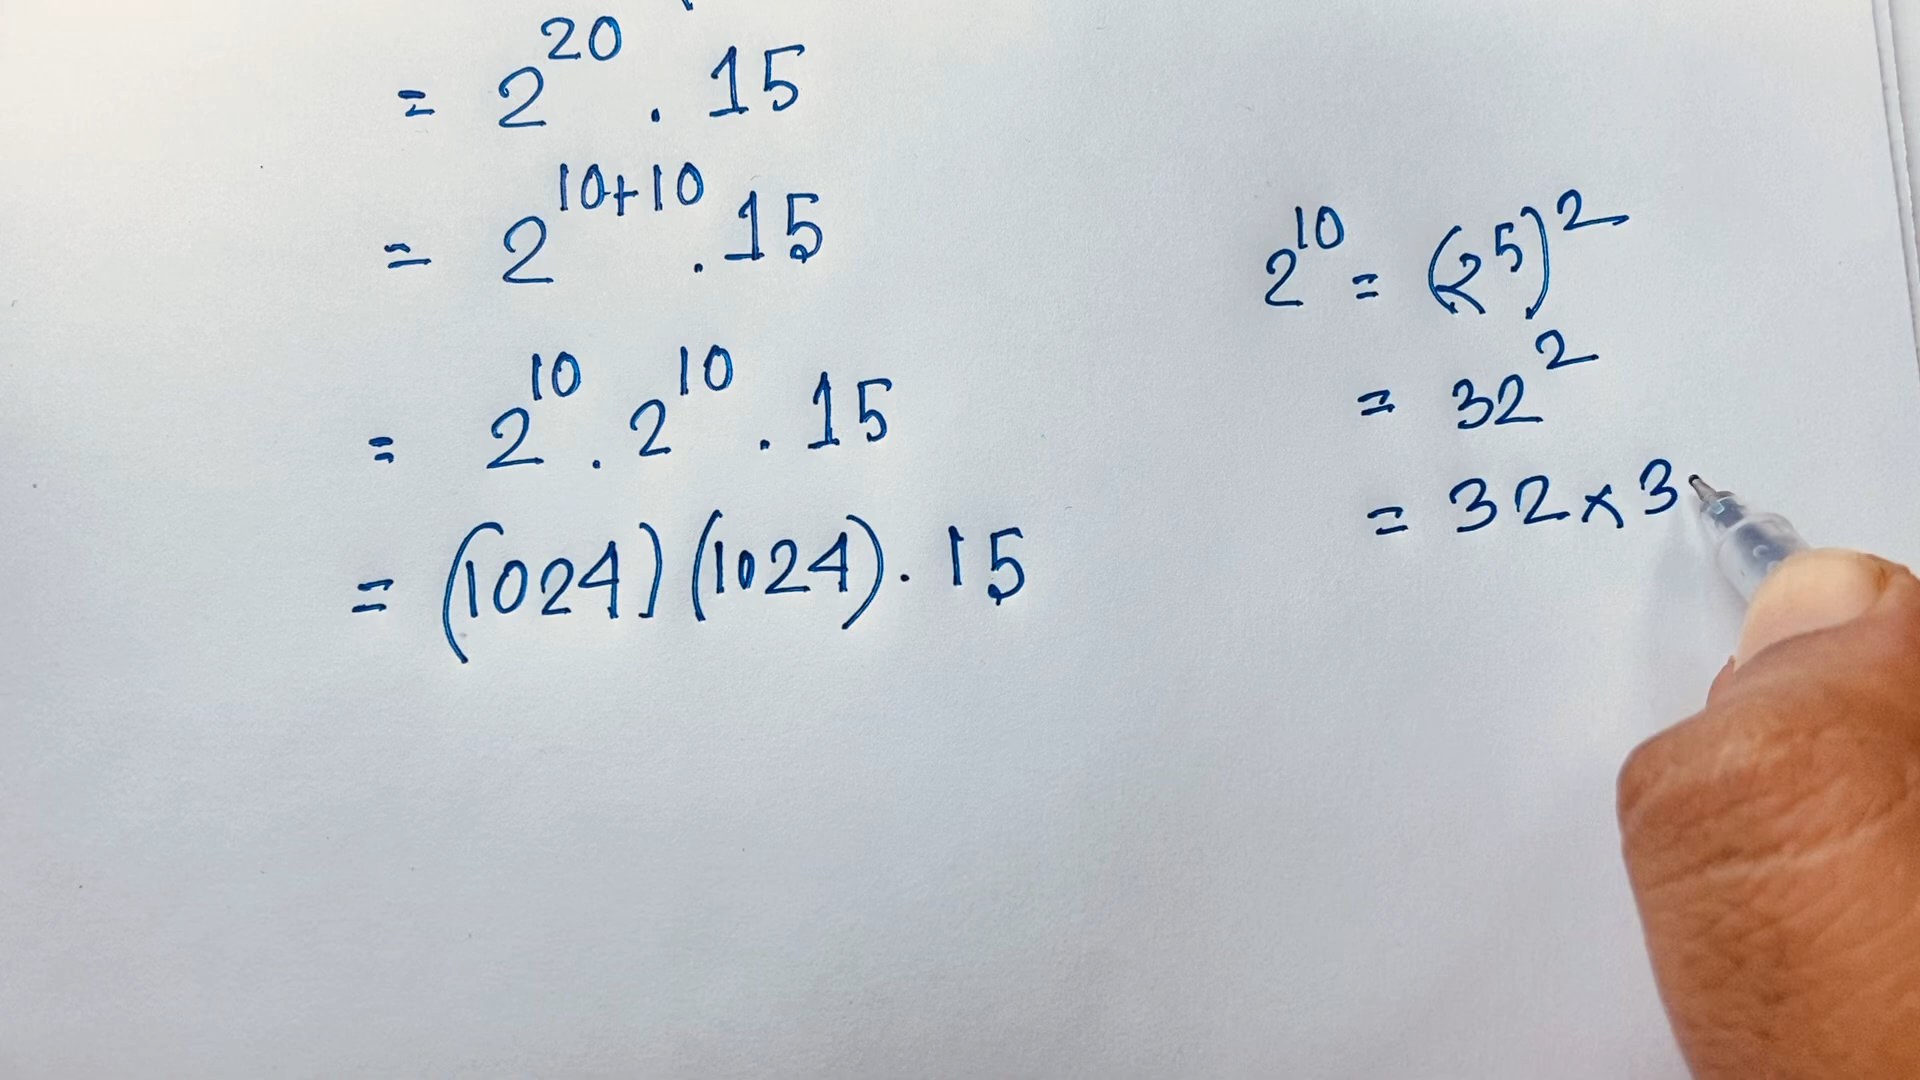 = 2^20 . 15
= 2^10+10 . 15
= 2^10 . 2^10 . 15
= (1024) (1024) . 15
2^10 = (2^5)^2
= 32^2
= 32 × 3